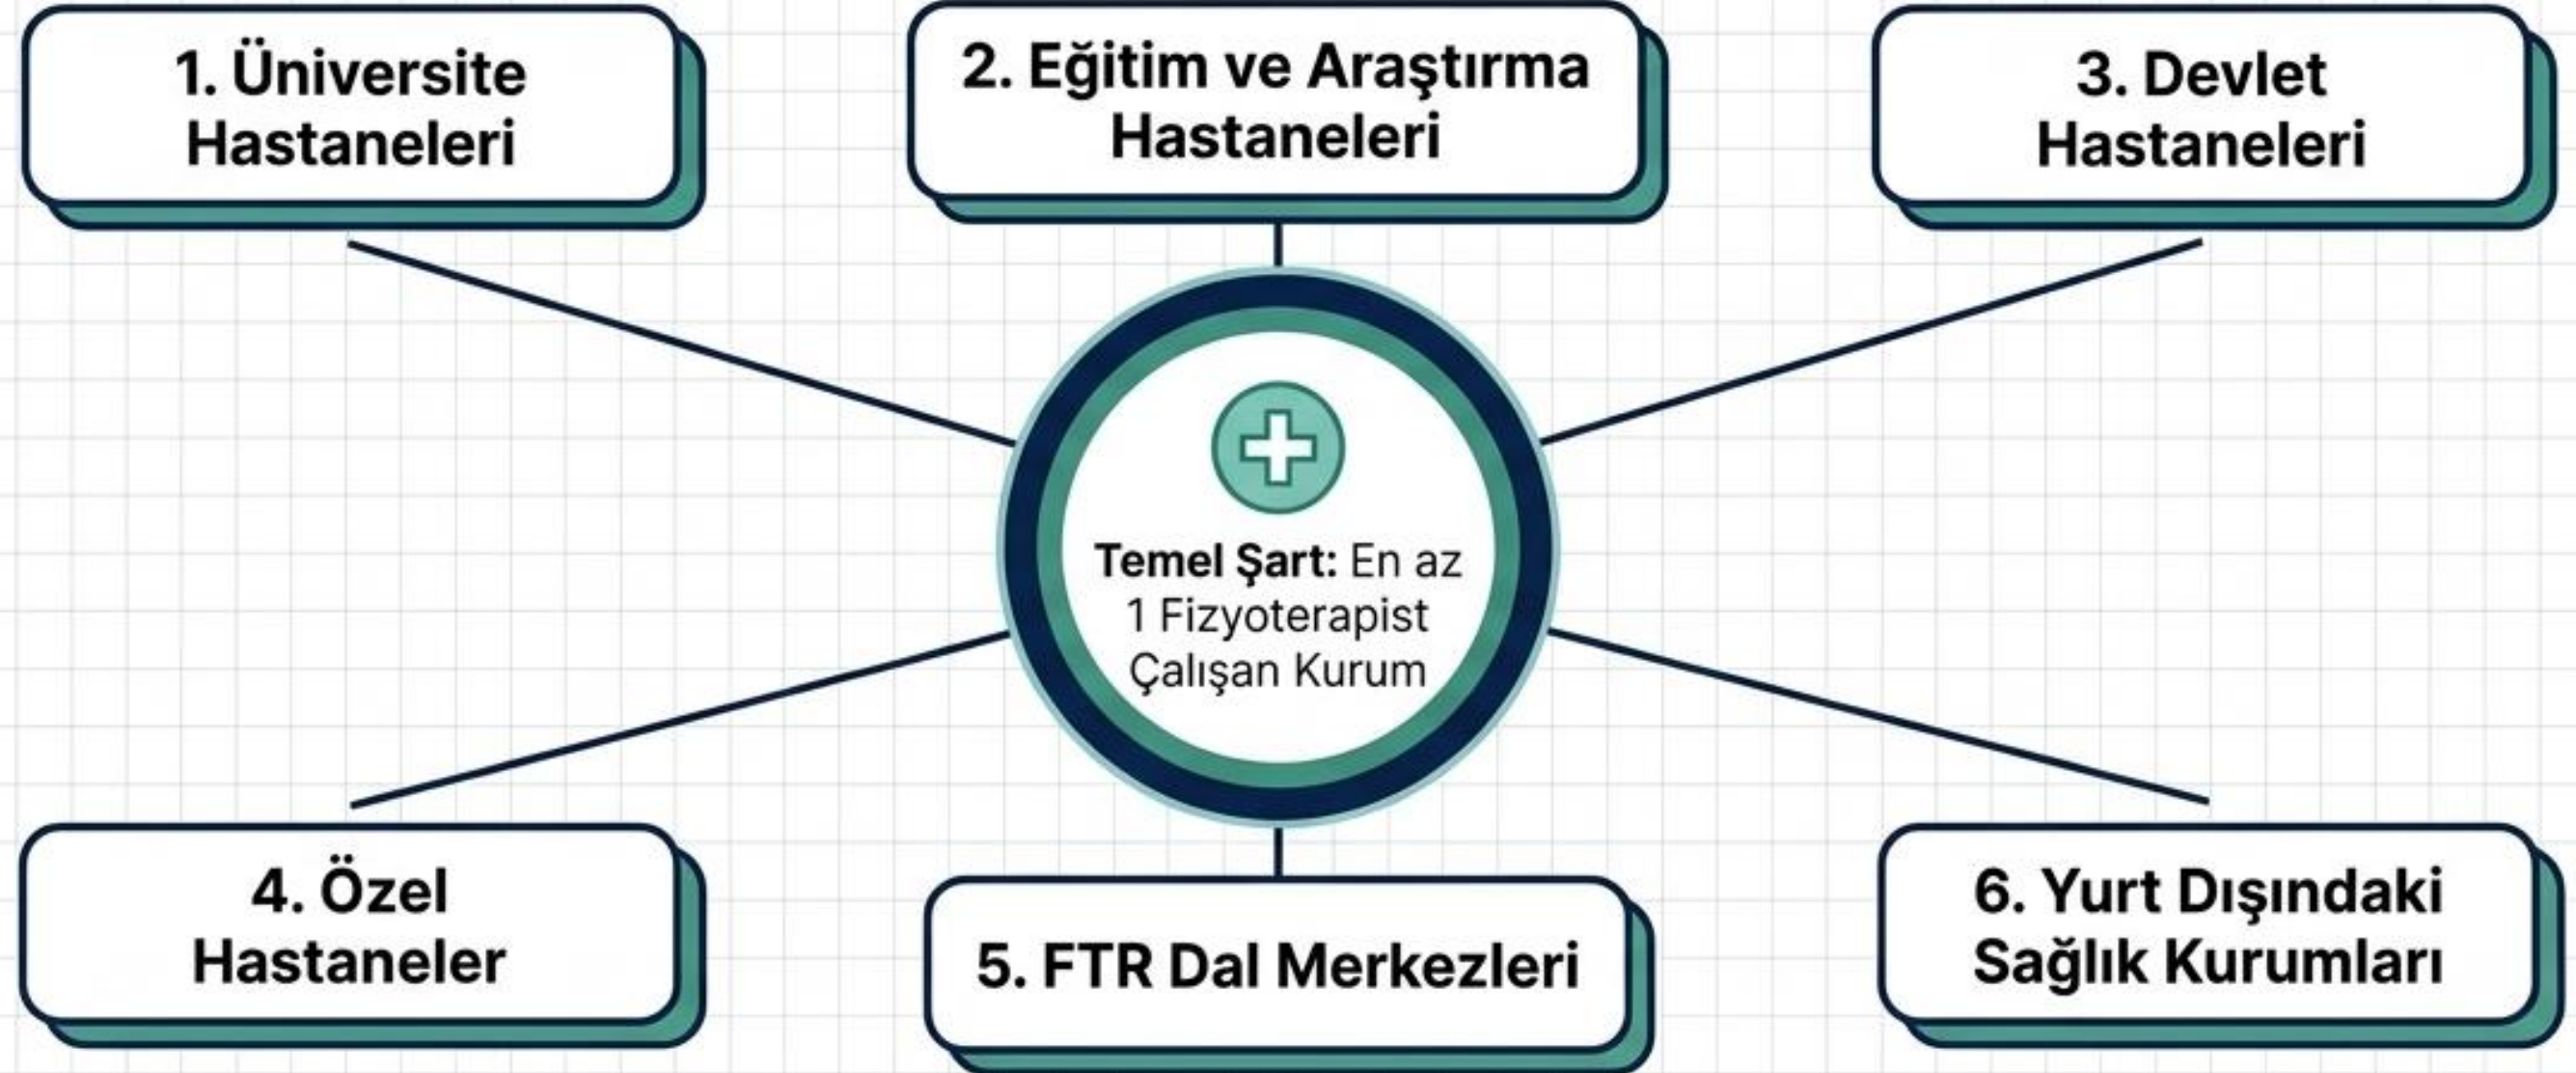 1. Üniversite
Hastaneleri
2. Eğitim ve Araştırma
Hastaneleri
3. Devlet
Hastaneleri
Temel Şart: En az
1 Fizyoterapist
Çalışan Kurum
4. Özel
Hastaneler
5. FTR Dal Merkezleri
6. Yurt Dışındaki
Sağlık Kurumları